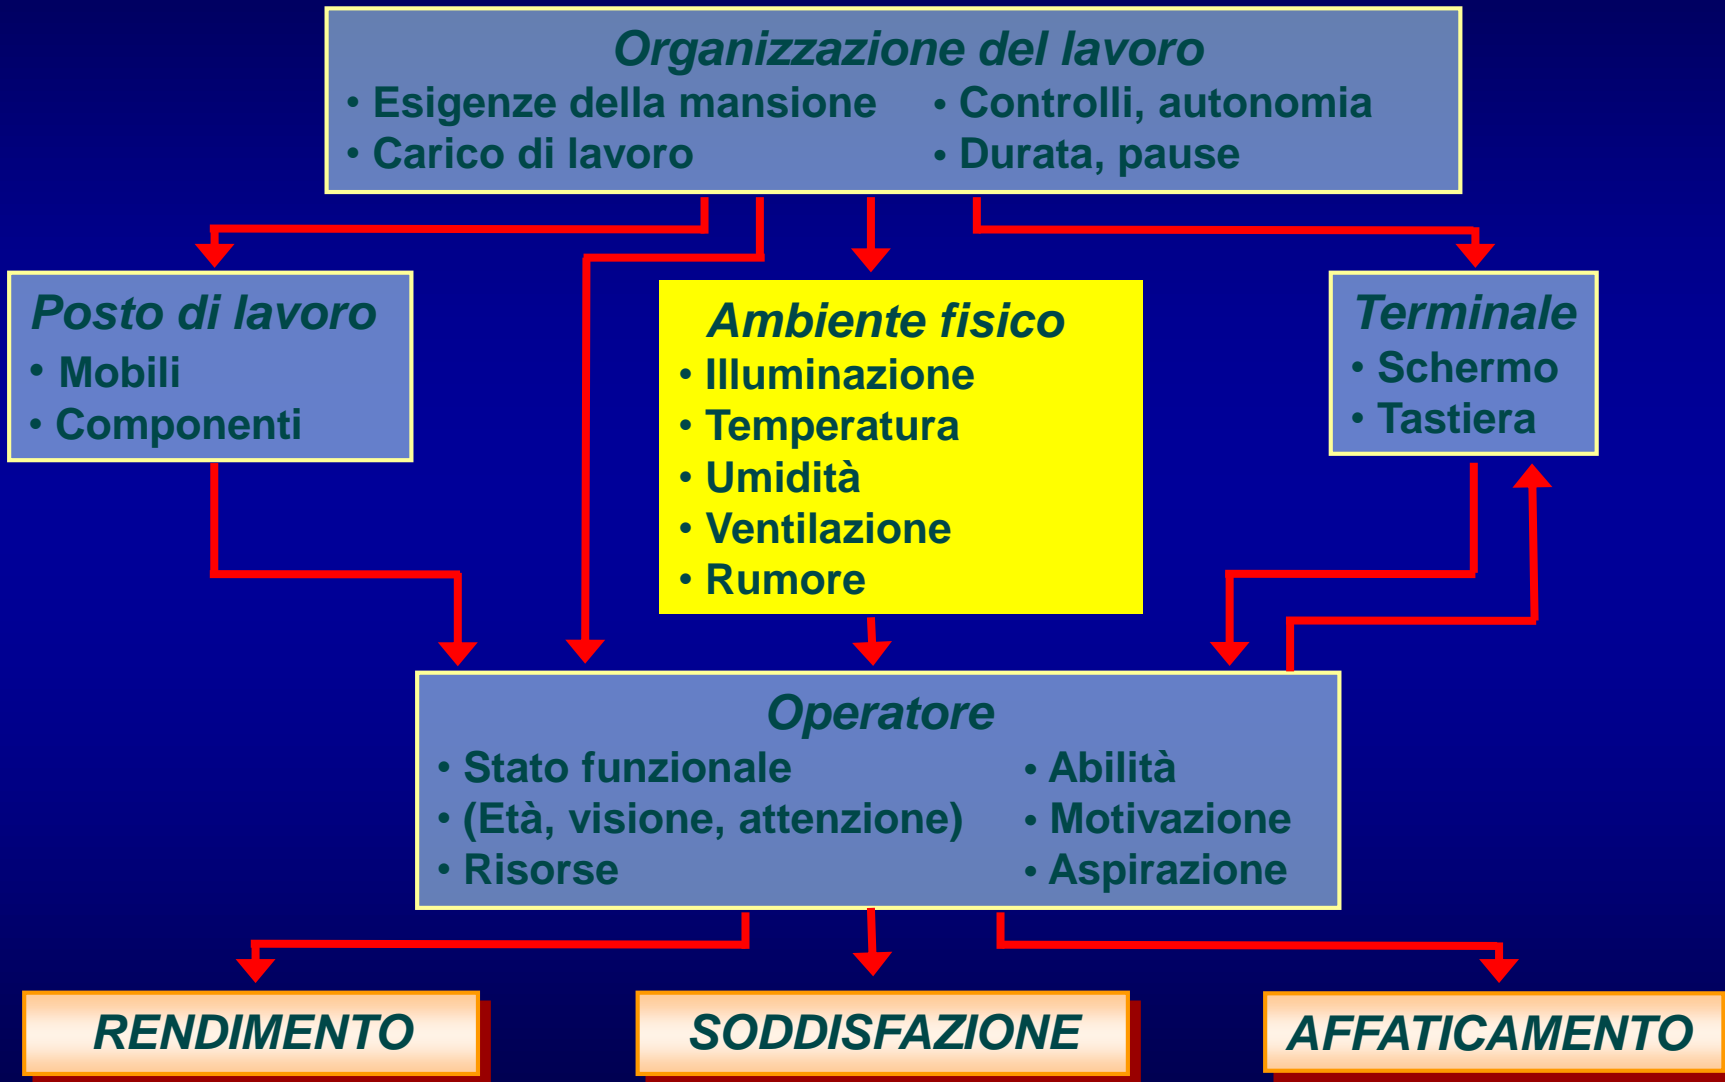 Organizzazione del lavoro
• Esigenze della mansione
• Carico di lavoro
• Controlli, autonomia
• Durata, pause
Posto di lavoro
• Mobili
• Componenti
Ambiente fisico
• Illuminazione
• Temperatura
• Umidità
• Ventilazione
• Rumore
Terminale
• Schermo
• Tastiera
Operatore
• Stato funzionale
• (Età, visione, attenzione)
• Risorse
• Abilità
• Motivazione
• Aspirazione
RENDIMENTO
SODDISFAZIONE
AFFATICAMENTO